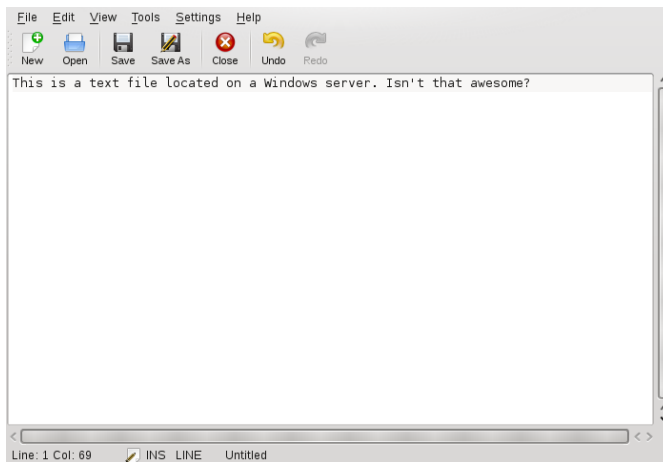 File Edit View Tools Settings Help
New Open Save Save As Close Undo Redo
This is a text file located on a Windows server. Isn't that awesome?
Line: 1 Col: 69 INS LINE Untitled